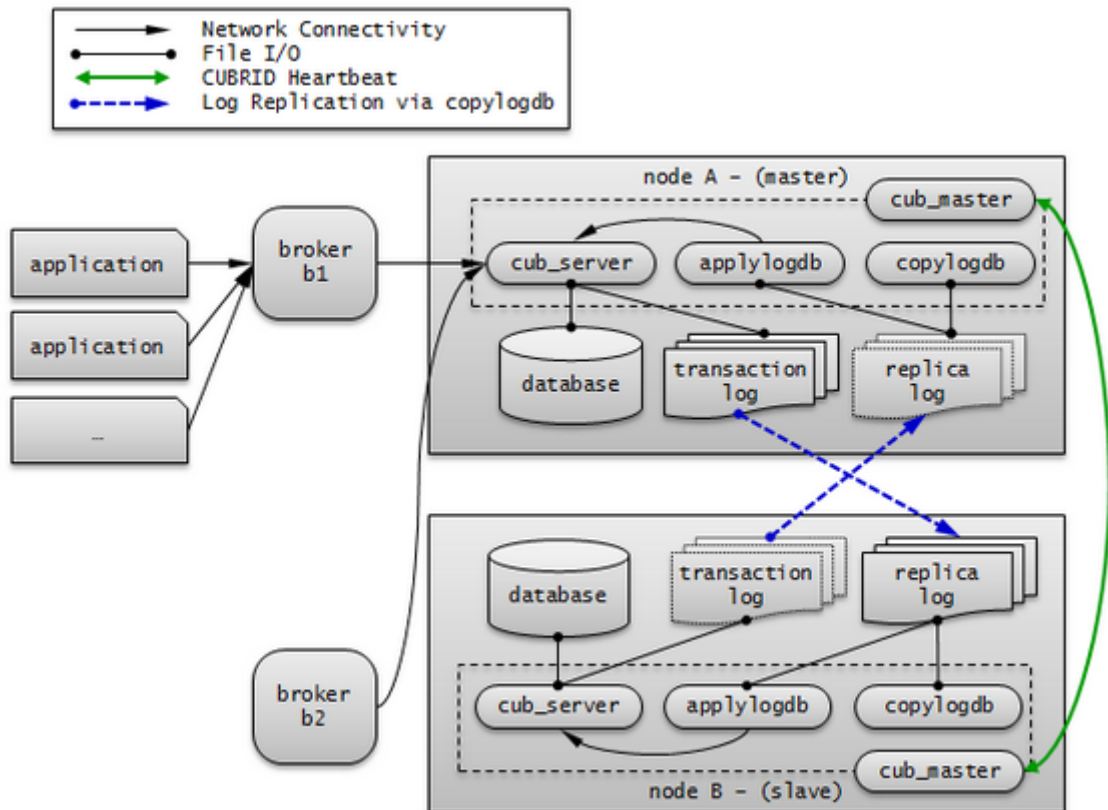 Network Connectivity
File I/O
CUBRID Heartbeat
Log Replication via copylogdb
node A - (master)
cub_master
broker
b1
application
cub_server
applylogdb
copylogdb
application
database
transaction
log
replica
log
…
database
transaction
log
replica
log
broker
b2
cub_server
applylogdb
copylogdb
cub_master
node B - (slave)